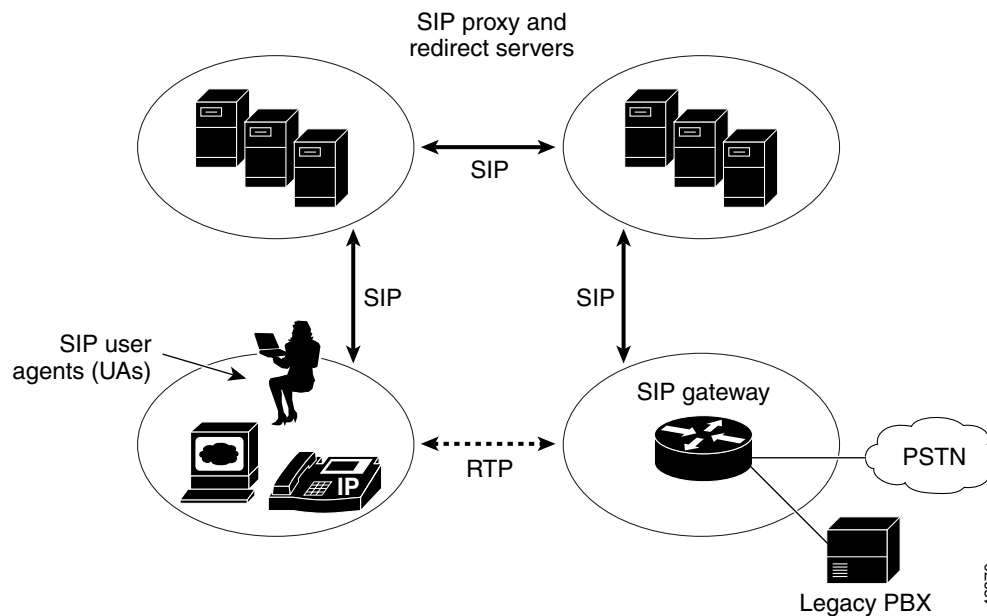 SIP proxy and
redirect servers
SIP
SIP
SIP
SIP user
agents (UAs)
SIP gateway
RTP
IP
PSTN
Legacy PBX